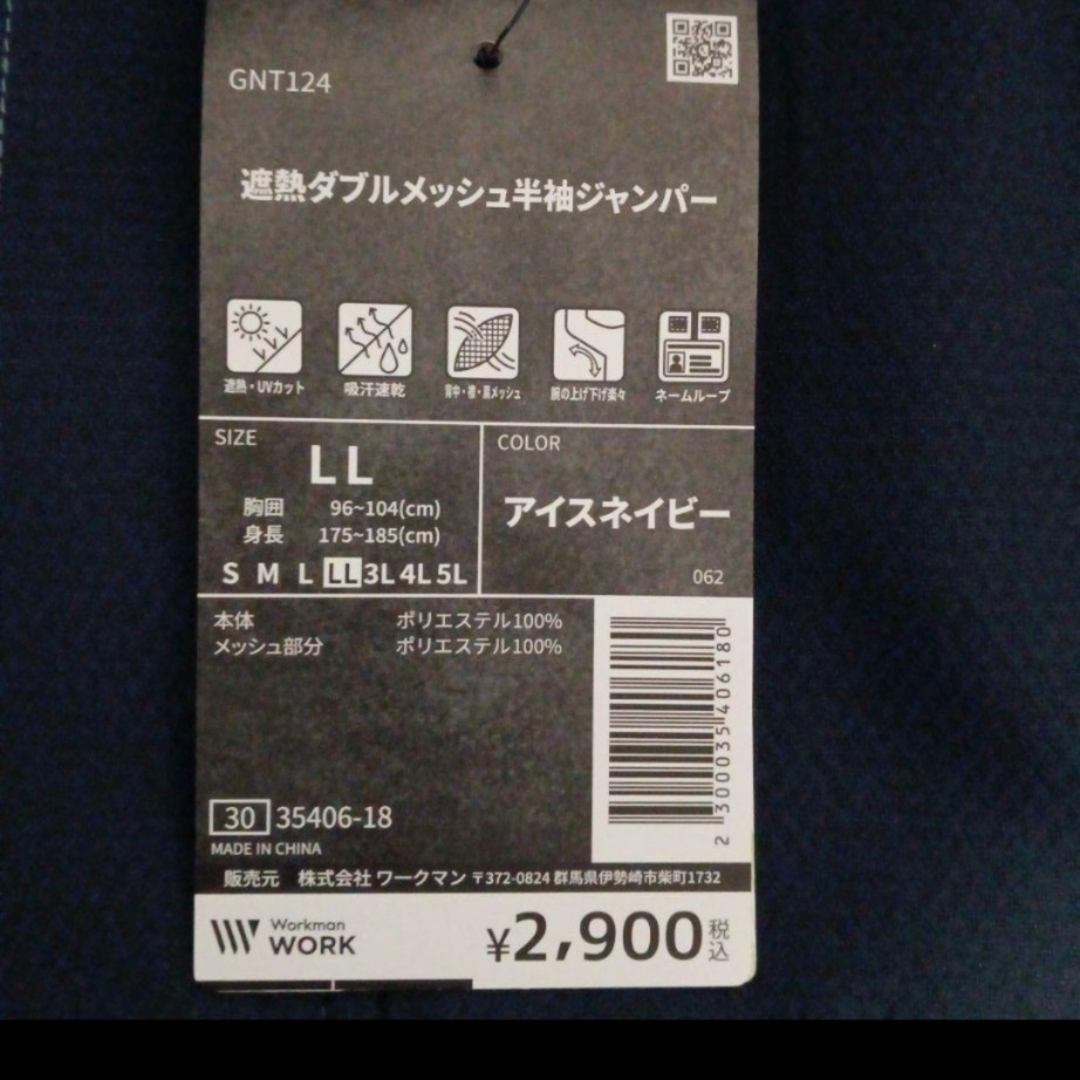 GNT124
遮熱ダブルメッシュ半袖ジャンパー
遮熱・UVカット 吸汗速乾 背中・襟・肩メッシュ 腕の上げ下げ楽々 ネームループ
SIZE
LL
胸囲 96~104(cm)
身長 175~185(cm)
S M L LL 3L 4L 5L
COLOR
アイスネイビー
062
本体 ポリエステル100%
メッシュ部分 ポリエステル100%
2300035406180
30 35406-18
MADE IN CHINA
販売元 株式会社 ワークマン 〒372-0824 群馬県伊勢崎市柴町1732
Workman
WORK
¥2,900税込